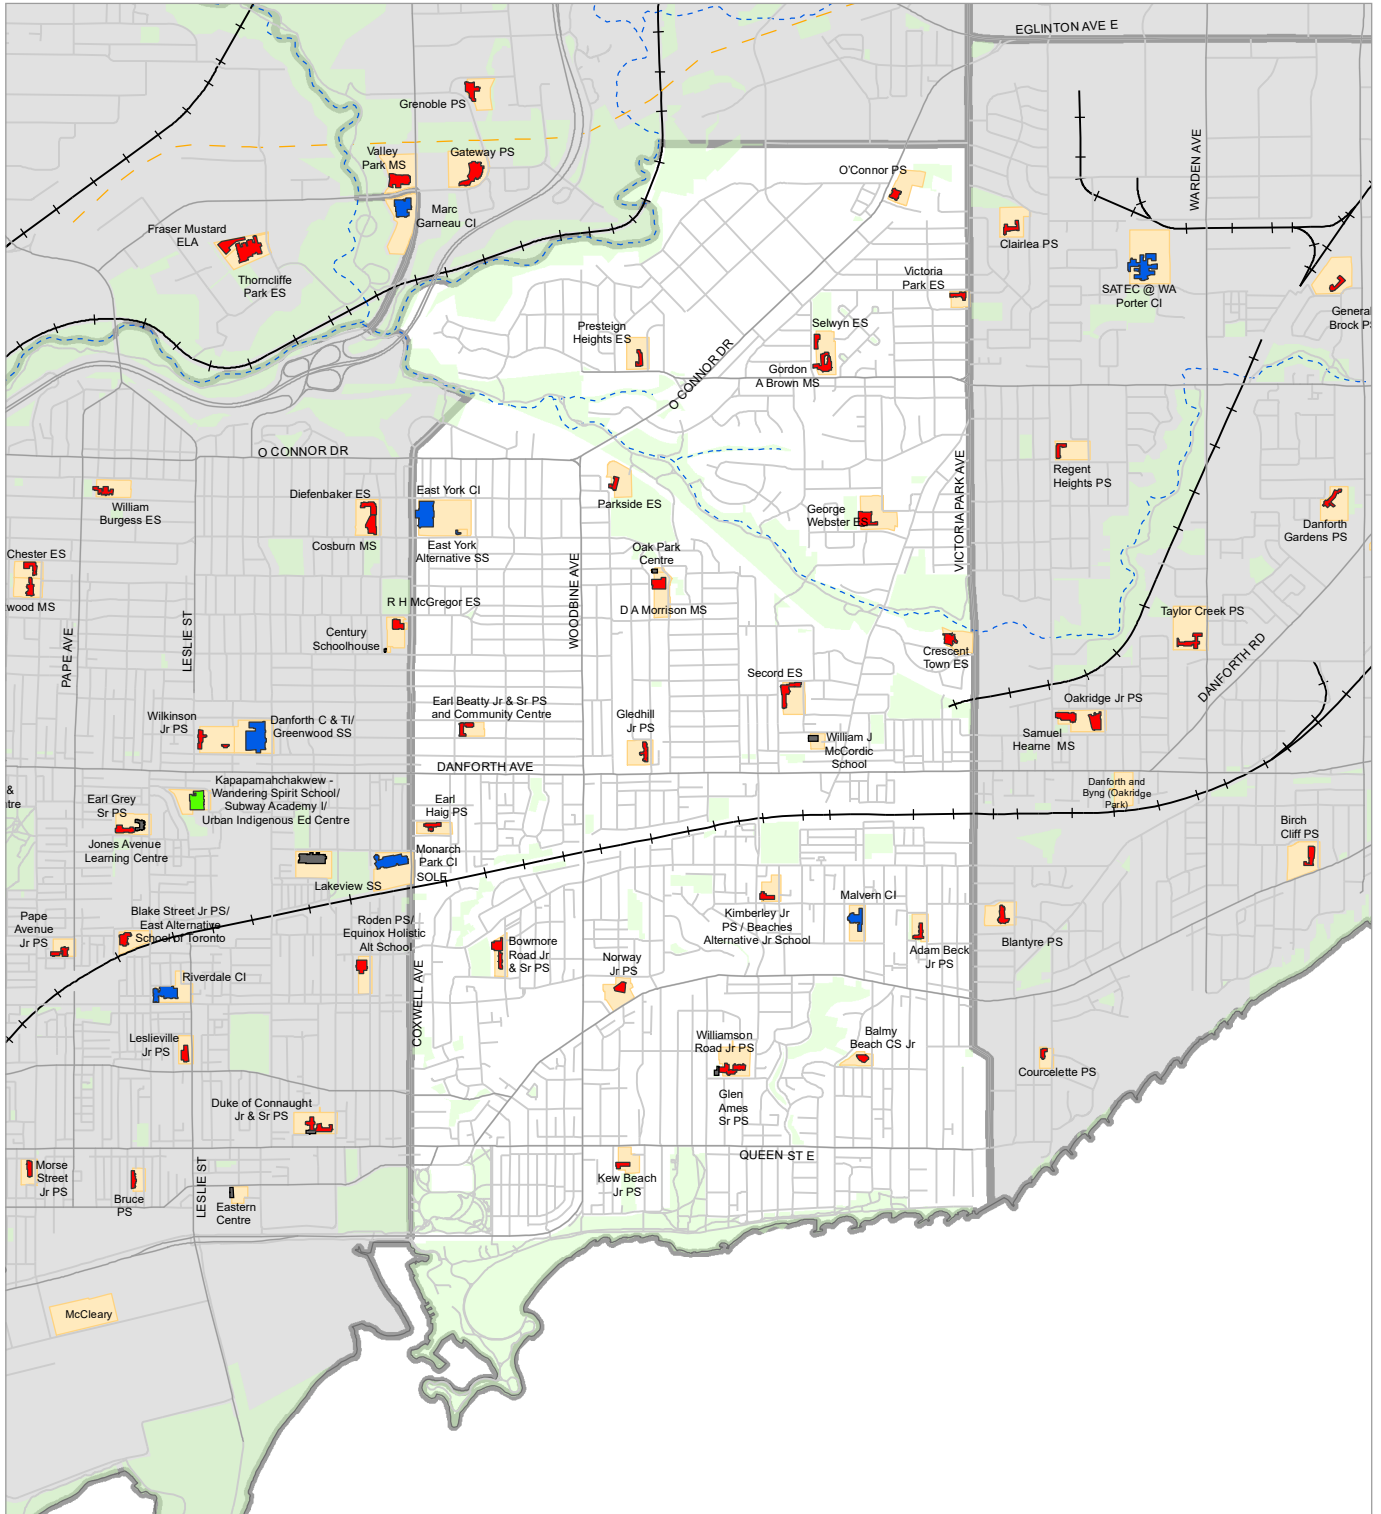 EGLINTON AVE E
Grenoble PS
WARDEN AVE
Valley
Park MS
Gateway PS
O'Connor PS
Marc
Garneau CI
Fraser Mustard
ELA
Clairlea PS
Thorncliffe
Park ES
Victoria
Park ES
SATEC @ WA
Porter CI
General
Brock P
Presteign
Heights ES
Selwyn ES
O CONNOR DR
Gordon
A Brown MS
O CONNOR DR
VICTORIA PARK AVE
Regent
Heights PS
William
Burgess ES
Diefenbaker ES
East York CI
Parkside ES
George
Webster ES
Danforth
Gardens PS
Cosburn MS
East York
Alternative SS
Oak Park
Centre
Chester ES
wood MS
WOODBINE AVE
R H McGregor ES
D A Morrison MS
Taylor Creek PS
PAPE AVE
LESLIE ST
Century
Schoolhouse
Crescent
Town ES
DANFORTH RD
Secord ES
Oakridge Jr PS
Wilkinson
Jr PS
Danforth C & TI/
Greenwood SS
Earl Beatty Jr & Sr PS
and Community Centre
Gledhill
Jr PS
William J
McCordic
School
Samuel
Hearne MS
DANFORTH AVE
Danforth and
Byng (Oakridge
Park)
&
tre
Kapapamahchakwew -
Wandering Spirit School/
Subway Academy I/
Urban Indigenous Ed Centre
Earl Grey
Sr PS
Earl
Haig PS
Birch
Cliff PS
Jones Avenue
Learning Centre
Monarch
Park CI
SOLE
Lakeview SS
Pape
Avenue
Jr PS
Blake Street Jr PS/
East Alternative
School of Toronto
Roden PS/
Equinox Holistic
Alt School
Kimberley Jr
PS / Beaches
Alternative Jr School
Malvern CI
Blantyre PS
Bowmore
Road Jr
& Sr PS
Norway
Jr PS
Adam Beck
Jr PS
Riverdale CI
COXWELL AVE
Leslieville
Jr PS
Williamson
Road Jr PS
Balmy
Beach CS Jr
Courcelette PS
Glen
Ames
Sr PS
Duke of Connaught
Jr & Sr PS
QUEEN ST E
Morse
Street
Jr PS
Bruce
PS
LESLIE ST
Eastern
Centre
Kew Beach
Jr PS
McCleary